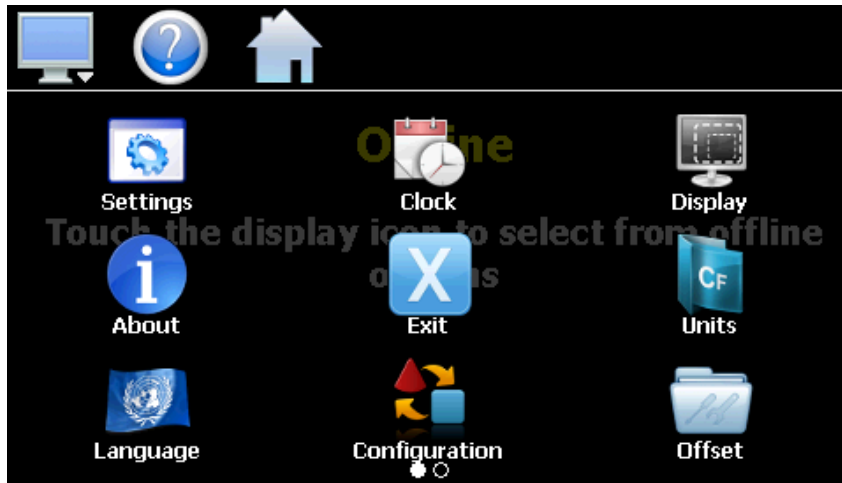 ?
Settings
Clock
Display
Touch the display icon to select from offline
i
X
CF
About
Exit
Units
Language
Configuration
Offset